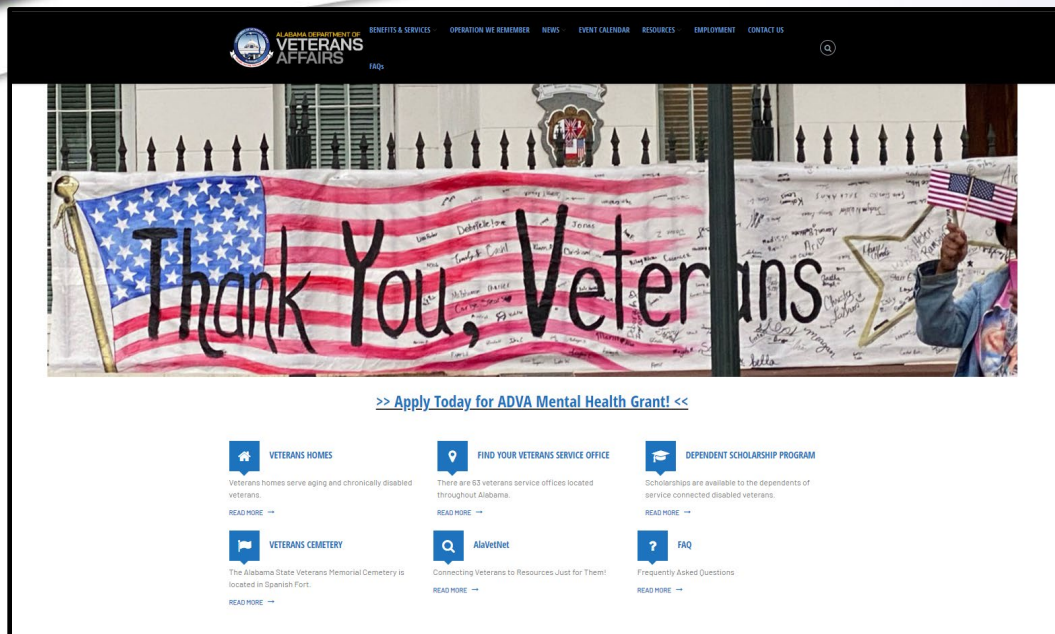 ALABAMA DEPARTMENT OF
VETERANS
AFFAIRS
BENEFITS & SERVICES
OPERATION WE REMEMBER
NEWS
EVENT CALENDAR
RESOURCES
EMPLOYMENT
CONTACT US
FAQs
Thank You, Veterans
>> Apply Today for ADVA Mental Health Grant! <<
VETERANS HOMES
Veterans homes serve aging and chronically disabled
veterans.
READ MORE →
FIND YOUR VETERANS SERVICE OFFICE
There are 63 veterans service offices located
throughout Alabama.
READ MORE →
DEPENDENT SCHOLARSHIP PROGRAM
Scholarships are available to the dependents of
service connected disabled veterans.
READ MORE →
VETERANS CEMETERY
The Alabama State Veterans Memorial Cemetery is
located in Spanish Fort.
READ MORE →
AlaVetNet
Connecting Veterans to Resources Just for Them!
READ MORE →
? FAQ
Frequently Asked Questions
READ MORE →